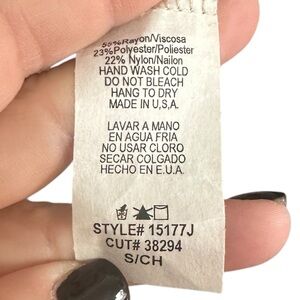 55%Rayon/Viscosa
23%Polyester/Poliester
22% Nylon/Nailon
HAND WASH COLD
DO NOT BLEACH
HANG TO DRY
MADE IN U.S.A.
LAVAR A MANO
EN AGUA FRIA
NO USAR CLORO
SECAR COLGADO
HECHO EN E.U.A.
STYLE# 15177J
CUT# 38294
S/CH